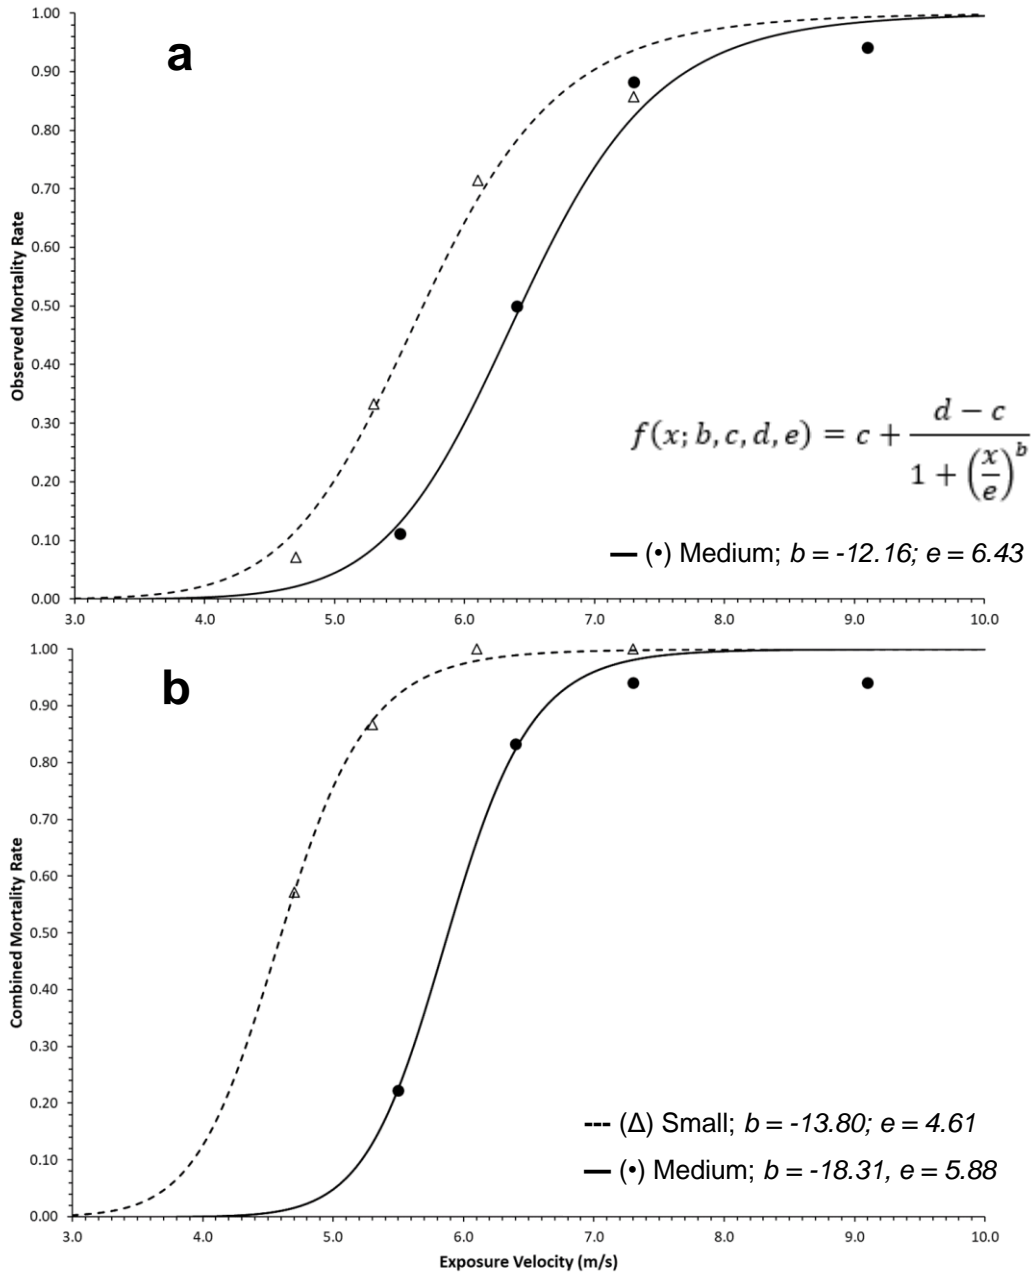 a
Observed Mortality Rate
1.00
0.90
0.80
0.70
0.60
0.50
0.40
0.30
0.20
0.10
0.00
3.0 4.0 5.0 6.0 7.0 8.0 9.0 10.0
f(x; b, c, d, e) = c + \frac{d - c}{1 + \left(\frac{x}{e}\right)^b}
(•) Medium; b = -12.16; e = 6.43
b
Combined Mortality Rate
1.00
0.90
0.80
0.70
0.60
0.50
0.40
0.30
0.20
0.10
0.00
3.0 4.0 5.0 6.0 7.0 8.0 9.0 10.0
Exposure Velocity (m/s)
(Δ) Small; b = -13.80; e = 4.61
(•) Medium; b = -18.31, e = 5.88